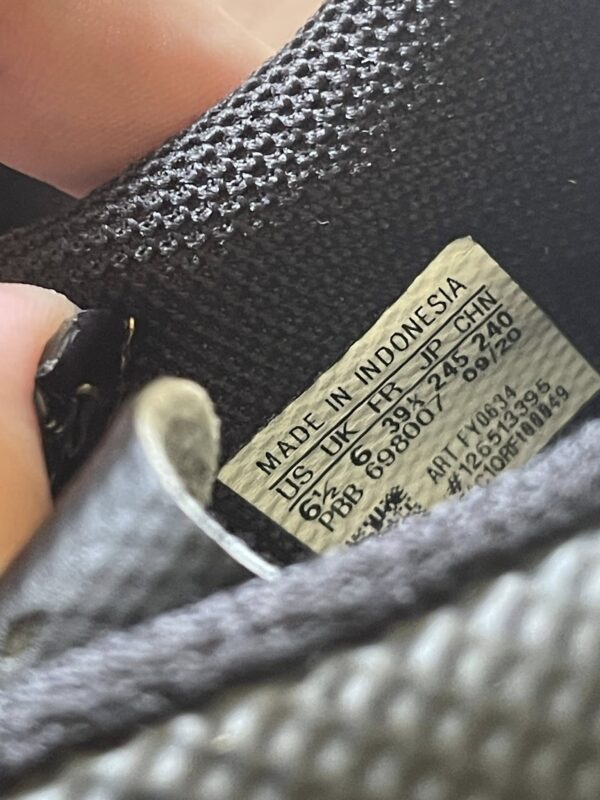 MADE IN INDONESIA
US UK FR JP CHN
6½ 6 39⅓ 245 240
PBB 698007 09/20
ART FY0634
#126513395